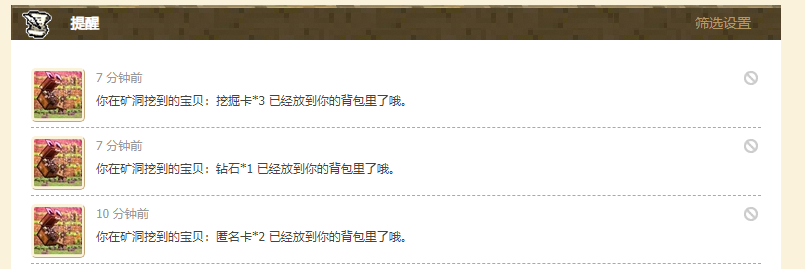 提醒 筛选设置
7 分钟前
你在矿洞挖到的宝贝：挖掘卡*3 已经放到你的背包里了哦。
7 分钟前
你在矿洞挖到的宝贝：钻石*1 已经放到你的背包里了哦。
10 分钟前
你在矿洞挖到的宝贝：匿名卡*2 已经放到你的背包里了哦。